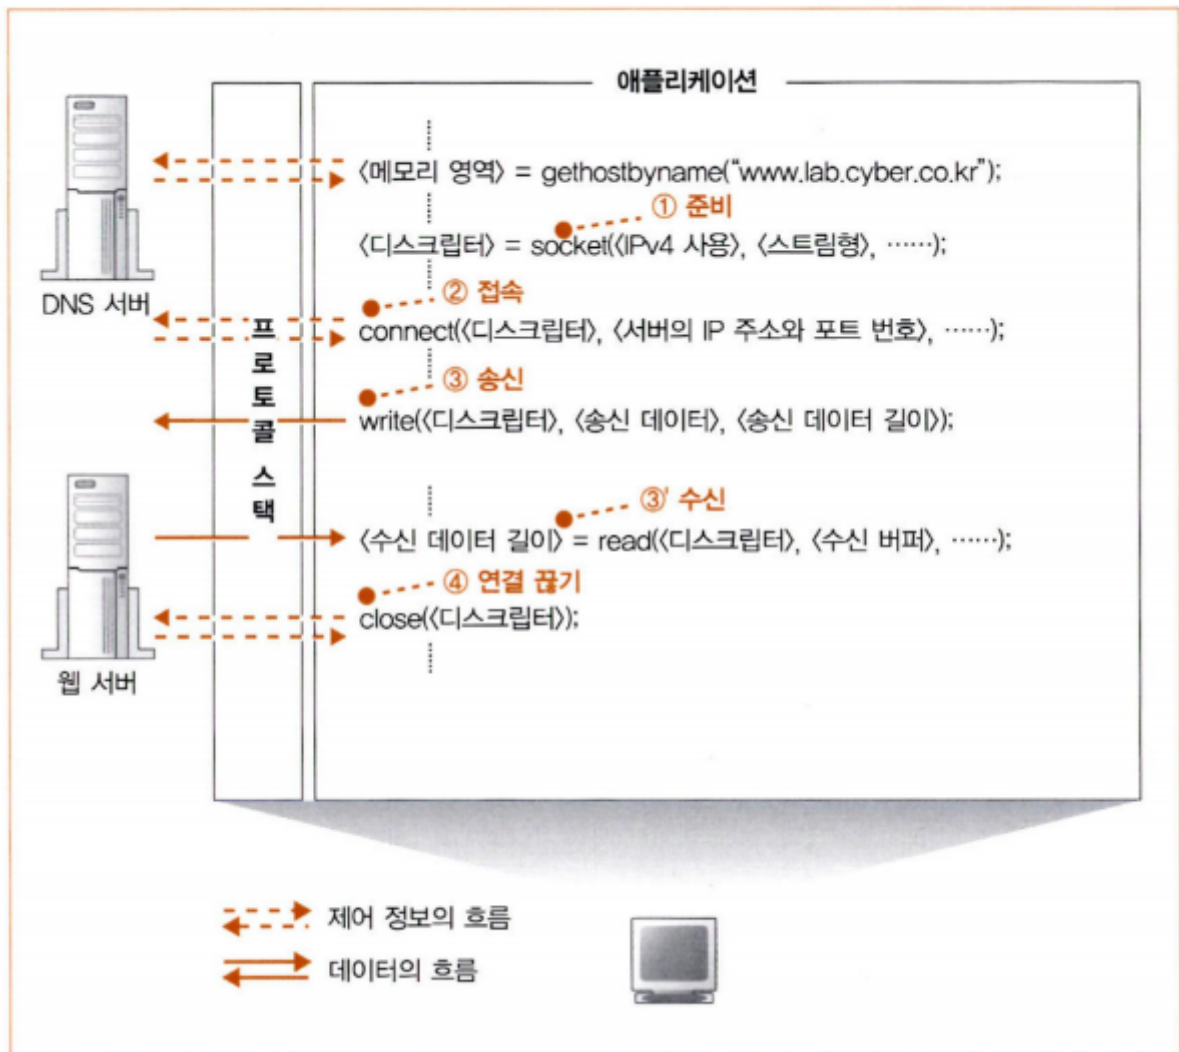 애플리케이션
〈메모리 영역〉 = gethostbyname("www.lab.cyber.co.kr");
① 준비
〈디스크립터〉 = socket(〈IPv4 사용〉, 〈스트림형〉, ……);
DNS 서버
② 접속
connect(〈디스크립터〉, 〈서버의 IP 주소와 포트 번호〉, ……);
프로토콜 스택
③ 송신
write(〈디스크립터〉, 〈송신 데이터〉, 〈송신 데이터 길이〉);
③' 수신
〈수신 데이터 길이〉 = read(〈디스크립터〉, 〈수신 버퍼〉, ……);
④ 연결 끊기
close(〈디스크립터〉);
웹 서버
제어 정보의 흐름
데이터의 흐름